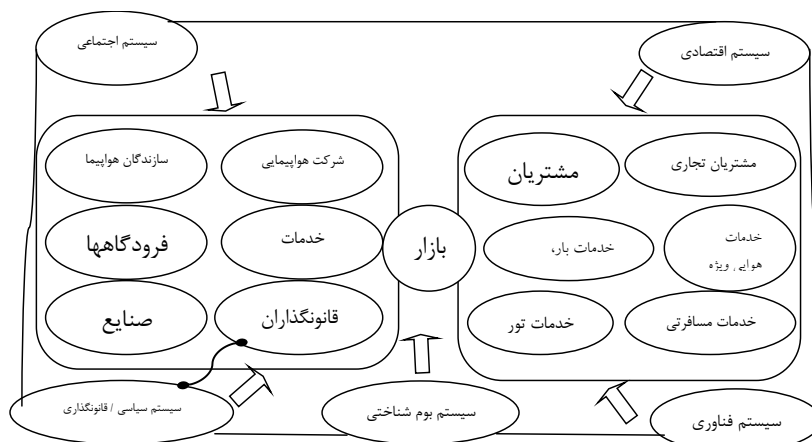 سیستم اقتصادی
سیستم اجتماعی
مشتریان تجاری
مشتریان
خدمات
هوایی ویژه
خدمات بار،
خدمات مسافرتی
خدمات تور
بازار
شرکت هواپیمایی
سازندگان هواپیما
خدمات
فرودگاهها
قانونگذاران
صنایع
سیستم فناوری
سیستم بوم شناختی
سیستم سیاسی / قانونگذاری